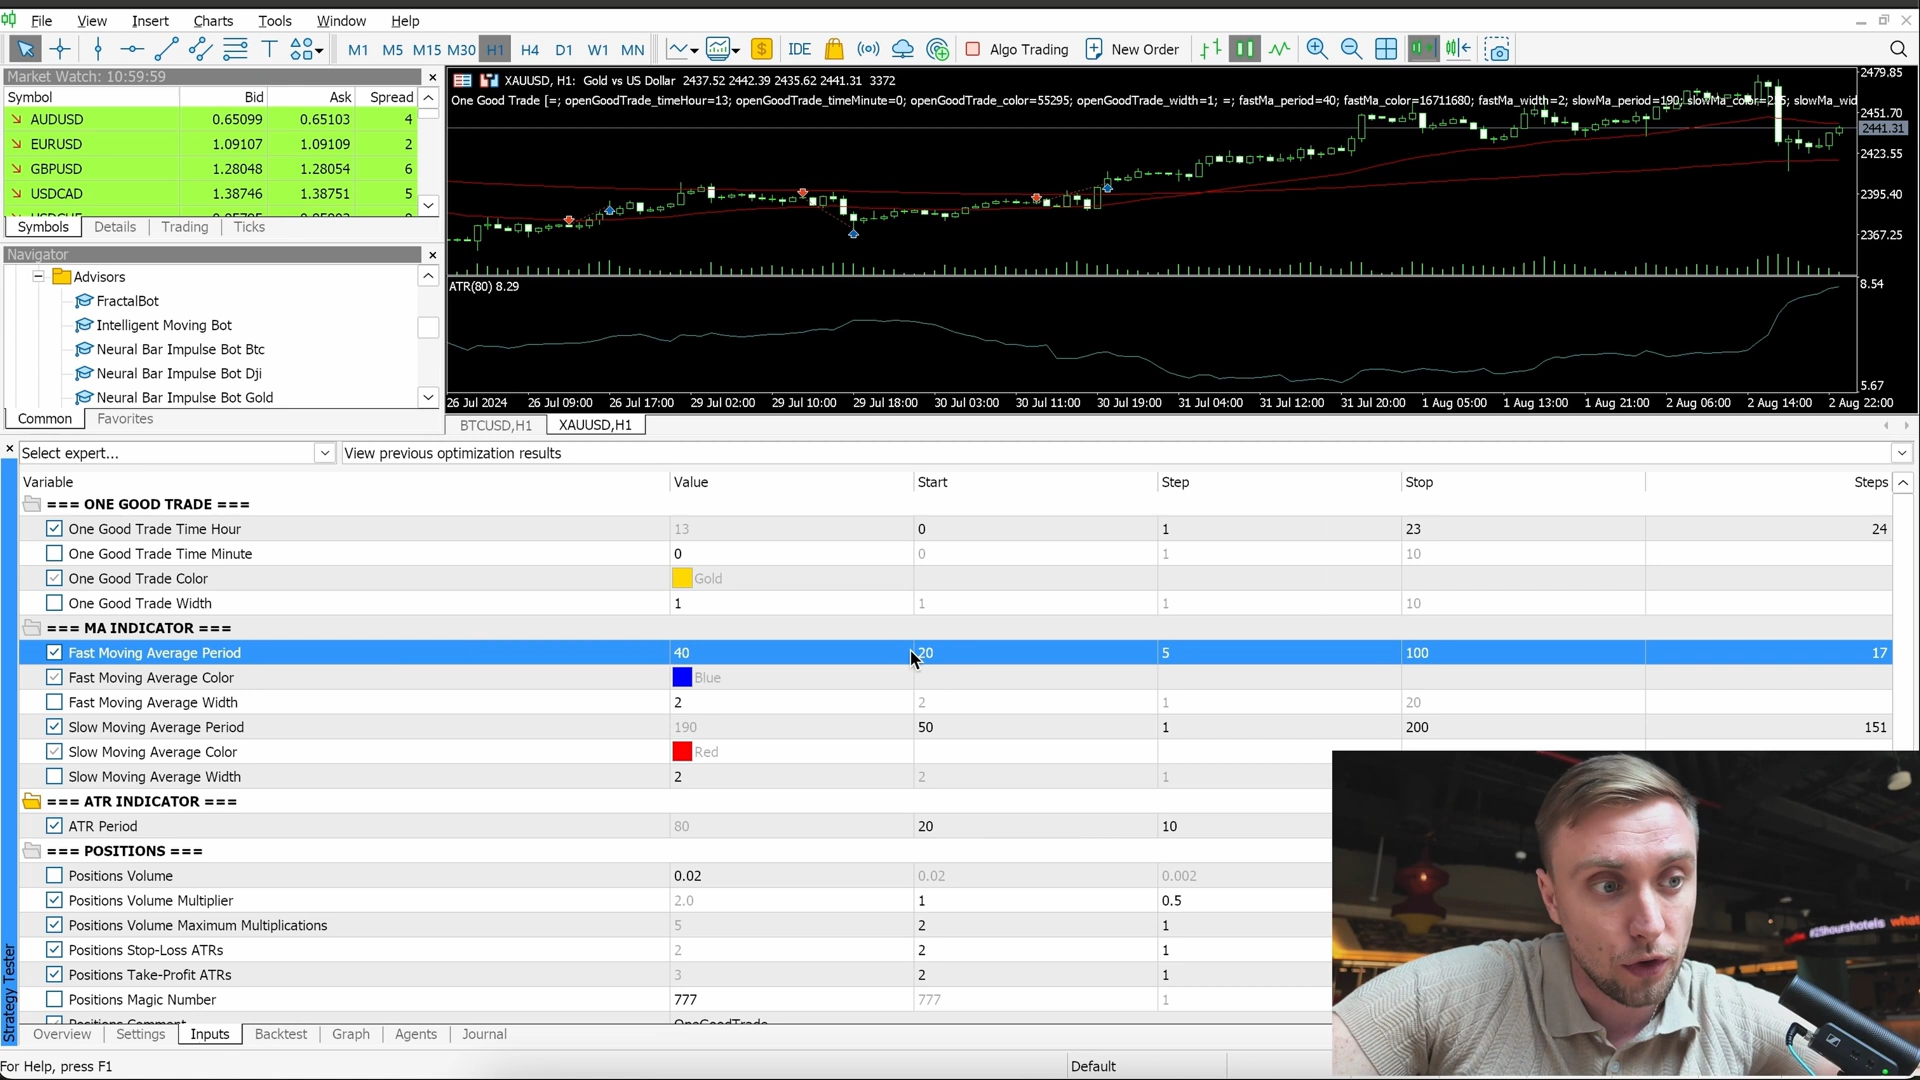 File View Insert Charts Tools Window Help
M1 M5 M15 M30 H1 H4 D1 W1 MN $ IDE Algo Trading New Order
Market Watch: 10:59:59
Symbol Bid Ask Spread
AUDUSD 0.65099 0.65103 4
EURUSD 1.09107 1.09109 2
GBPUSD 1.28048 1.28054 6
USDCAD 1.38746 1.38751 5
Symbols Details Trading Ticks
Navigator
Advisors
FractalBot
Intelligent Moving Bot
Neural Bar Impulse Bot Btc
Neural Bar Impulse Bot Dji
Neural Bar Impulse Bot Gold
Common Favorites
XAUUSD, H1: Gold vs US Dollar 2437.52 2442.39 2435.62 2441.31 3372
One Good Trade [=; openGoodTrade_timeHour=13; openGoodTrade_timeMinute=0; openGoodTrade_color=55295; openGoodTrade_width=1; =; fastMa_period=40; fastMa_color=16711680; fastMa_width=2; slowMa_period=190; slowMa_color=255; slowMa_wid
2479.85
2451.70
2441.31
2423.55
2395.40
2367.25
ATR(80) 8.29
8.54
5.67
26 Jul 2024 26 Jul 09:00 26 Jul 17:00 29 Jul 02:00 29 Jul 10:00 29 Jul 18:00 30 Jul 03:00 30 Jul 11:00 30 Jul 19:00 31 Jul 04:00 31 Jul 12:00 31 Jul 20:00 1 Aug 05:00 1 Aug 13:00 1 Aug 21:00 2 Aug 06:00 2 Aug 14:00 2 Aug 22:00
BTCUSD,H1 XAUUSD,H1
Select expert... View previous optimization results
Variable Value Start Step Stop Steps
=== ONE GOOD TRADE ===
One Good Trade Time Hour 13 0 1 23 24
One Good Trade Time Minute 0 0 1 10
One Good Trade Color Gold
One Good Trade Width 1 1 1 10
=== MA INDICATOR ===
Fast Moving Average Period 40 20 5 100 17
Fast Moving Average Color Blue
Fast Moving Average Width 2 2 1 20
Slow Moving Average Period 190 50 1 200 151
Slow Moving Average Color Red
Slow Moving Average Width 2 2 1
=== ATR INDICATOR ===
ATR Period 80 20 10
=== POSITIONS ===
Positions Volume 0.02 0.02 0.002
Positions Volume Multiplier 2.0 1 0.5
Positions Volume Maximum Multiplications 5 2 1
Positions Stop-Loss ATRs 2 2 1
Positions Take-Profit ATRs 3 2 1
Positions Magic Number 777 777 1
Positions Comment OneGoodTrade
Strategy Tester
Overview Settings Inputs Backtest Graph Agents Journal
For Help, press F1 Default
#25hourshotels what